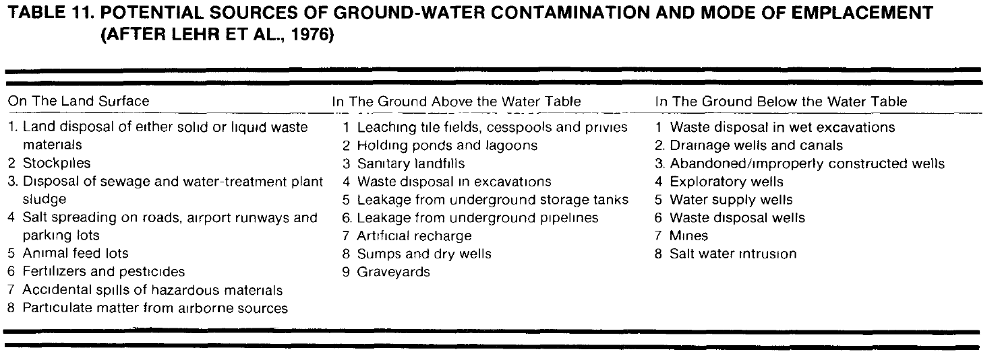 TABLE 11. POTENTIAL SOURCES OF GROUND-WATER CONTAMINATION AND MODE OF EMPLACEMENT
(AFTER LEHR ET AL., 1976)
On The Land Surface
1. Land disposal of either solid or liquid waste
materials
2 Stockpiles
3. Disposal of sewage and water-treatment plant
sludge
4 Salt spreading on roads, airport runways and
parking lots
5 Animal feed lots
6 Fertilizers and pesticides
7 Accidental spills of hazardous materials
8 Particulate matter from airborne sources
In The Ground Above the Water Table
1 Leaching tile fields, cesspools and privies
2 Holding ponds and lagoons
3 Sanitary landfills
4 Waste disposal in excavations
5 Leakage from underground storage tanks
6. Leakage from underground pipelines
7 Artificial recharge
8 Sumps and dry wells
9 Graveyards
In The Ground Below the Water Table
1 Waste disposal in wet excavations
2. Drainage wells and canals
3. Abandoned/improperly constructed wells
4 Exploratory wells
5 Water supply wells
6 Waste disposal wells
7 Mines
8 Salt water intrusion